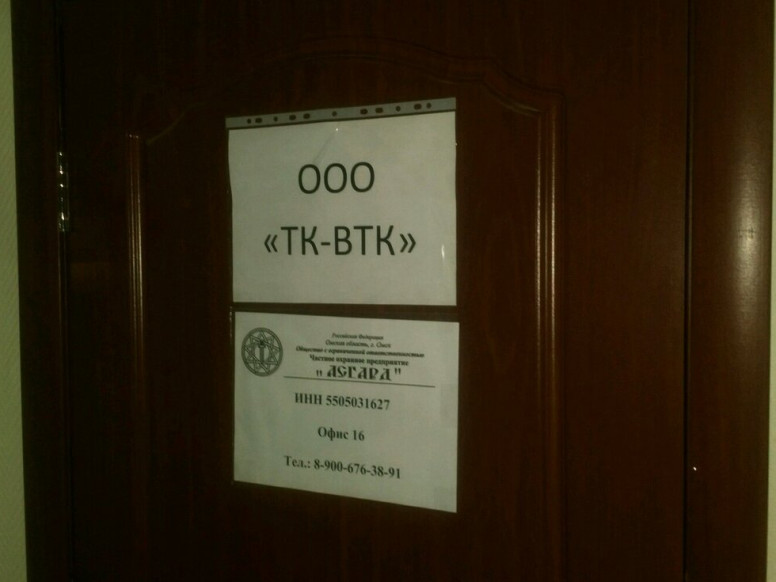 ООО
«ТК-ВТК»
Российская Федерация
Омская область, г. Омск
Общество с ограниченной ответственностью
Частное охранное предприятие
"АСГАРД"
ИНН 5505031627
Офис 16
Тел.: 8-900-676-38-91